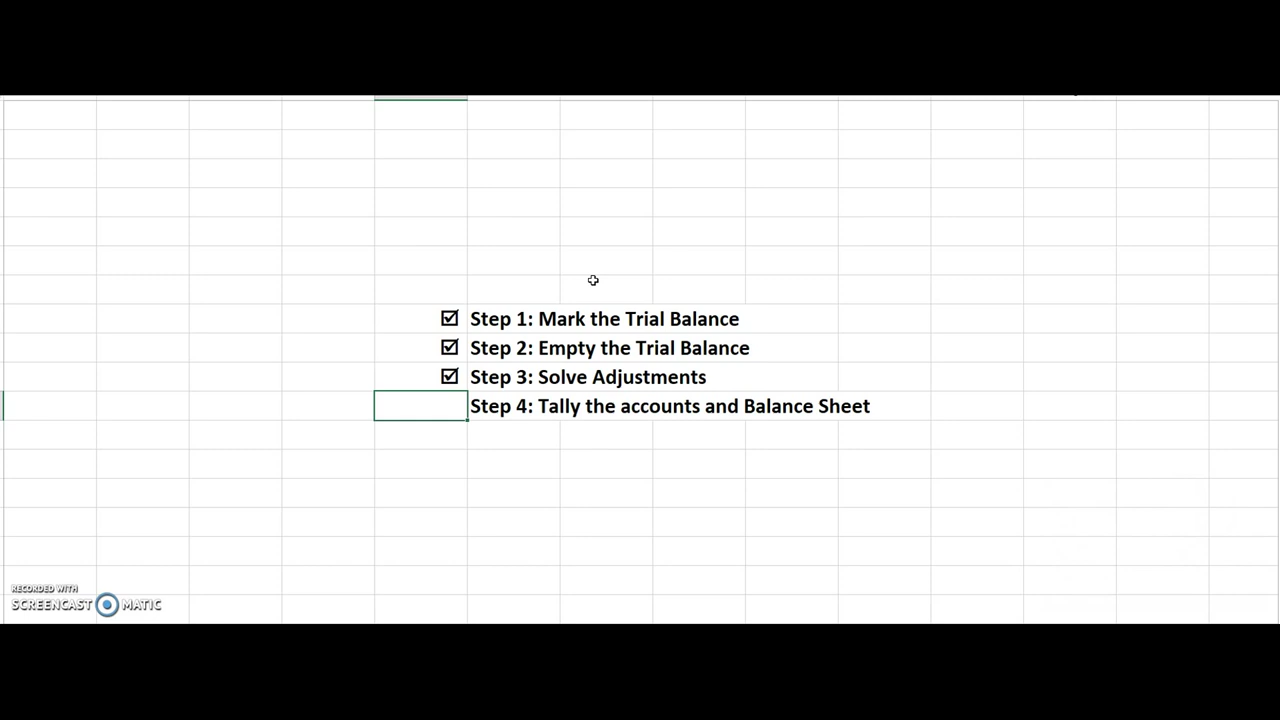 Step 1: Mark the Trial Balance
Step 2: Empty the Trial Balance
Step 3: Solve Adjustments
Step 4: Tally the accounts and Balance Sheet
RECORDED WITH
SCREENCAST MATIC